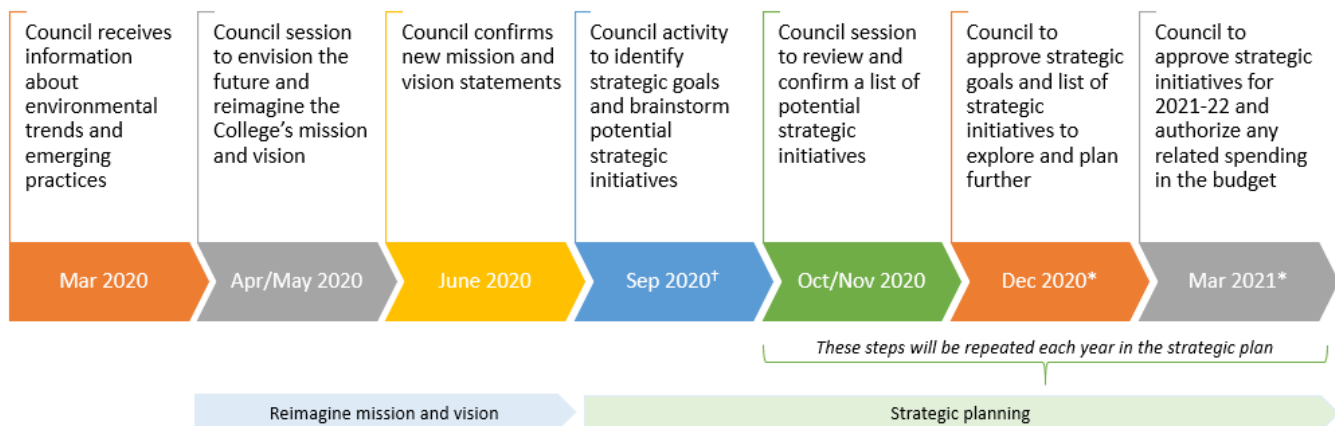 Council receives
information
about
environmental
trends and
emerging
practices
Council session
to envision the
future and
reimagine the
College's mission
and vision
Council confirms
new mission and
vision statements
Council activity
to identify
strategic goals
and brainstorm
potential
strategic
initiatives
Council session
to review and
confirm a list of
potential
strategic
initiatives
Council to
approve strategic
goals and list of
strategic
initiatives to
explore and plan
further
Council to
approve strategic
initiatives for
2021-22 and
authorize any
related spending
in the budget
Mar 2020
Apr/May 2020
June 2020
Sep 2020†
Oct/Nov 2020
Dec 2020*
Mar 2021*
These steps will be repeated each year in the strategic plan
Reimagine mission and vision
Strategic planning